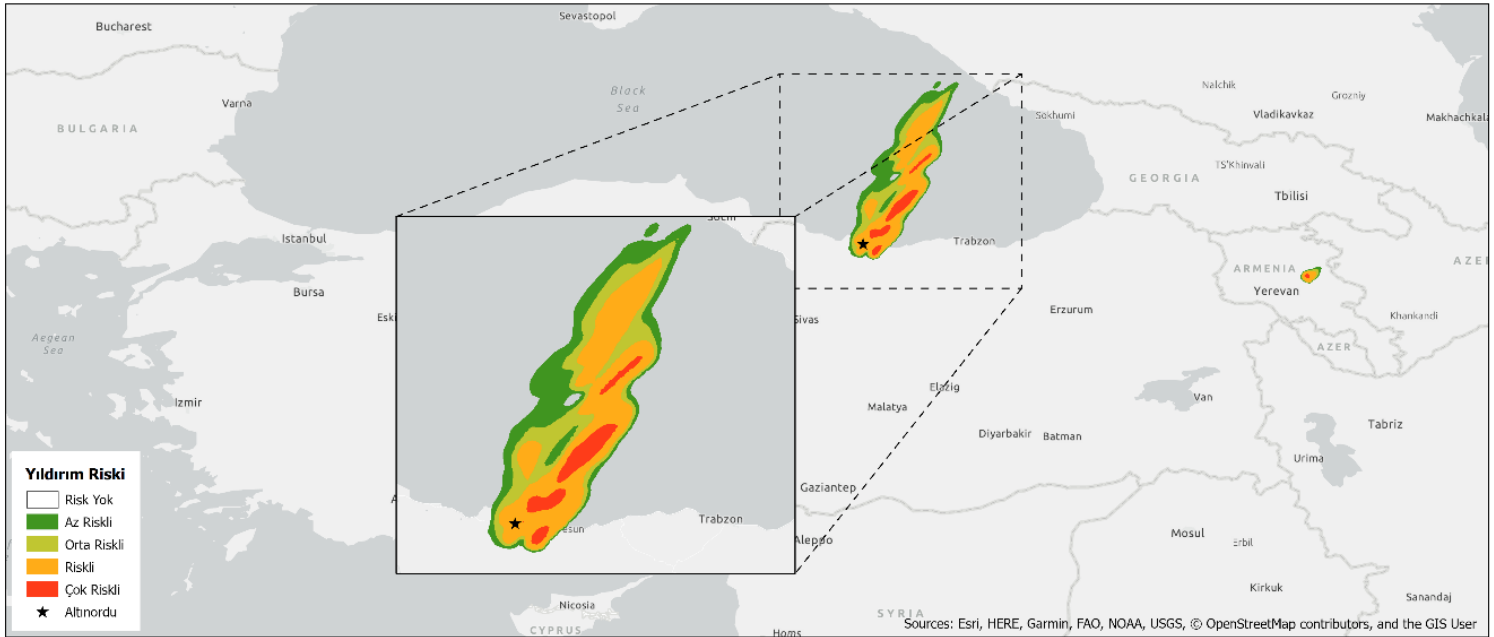 Sevastopol
Bucharest
Nalchik
Grozniy
Black
Sea
Varna
Vladikavkaz
Makhachkala
Sokhumi
BULGARIA
TS'Khinvali
GEORGIA
Tbilisi
Istanbul
Trabzon
ARMENIA
AZE
Bursa
Yerevan
Erzurum
Khankandi
Sivas
Aegean
Sea
AZER
Elazig
Izmir
Van
Malatya
Tabriz
Diyarbakir
Batman
Urima
Gaziantep
Trabzon
esun
Mosul
Erbil
Aleppo
Kirkuk
Sanandaj
Nicosia
CYPRUS
SYRIA
Homs
Yıldırım Riski
Risk Yok
Az Riskli
Orta Riskli
Riskli
Çok Riskli
Altınordu
Sources: Esri, HERE, Garmin, FAO, NOAA, USGS, © OpenStreetMap contributors, and the GIS User